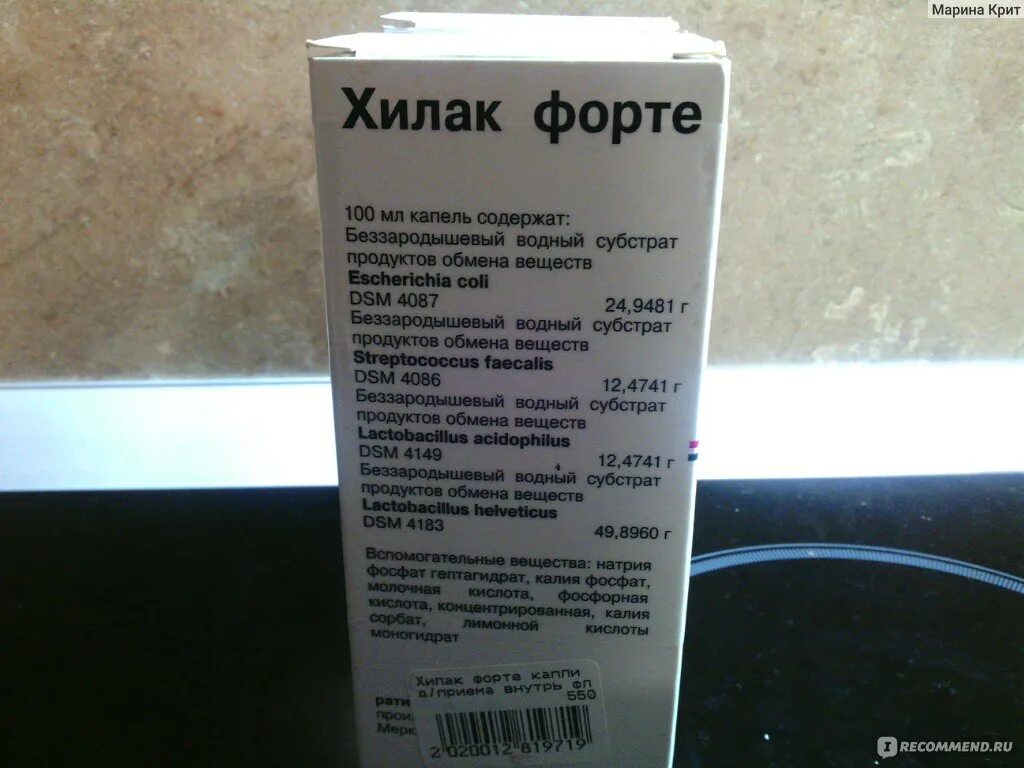 Марина Крит
Хилак форте
100 мл капель содержат:
Беззародышевый водный субстрат
продуктов обмена веществ
Escherichia coli
DSM 4087 24,9481 г
Беззародышевый водный субстрат
продуктов обмена веществ
Streptococcus faecalis
DSM 4086 12,4741 г
Беззародышевый водный субстрат
продуктов обмена веществ
Lactobacillus acidophilus
DSM 4149 12,4741 г
Беззародышевый водный субстрат
продуктов обмена веществ
Lactobacillus helveticus
DSM 4183 49,8960 г
Вспомогательные вещества: натрия
фосфат гептагидрат, калия фосфат,
молочная кислота, фосфорная
кислота, концентрированная, калия
сорбат, лимонной кислоты
моногидрат
Хилак форте капли
д/приема внутрь фл
550
рати
прои
Мерк
2 020012 819719
IRECOMMEND.RU